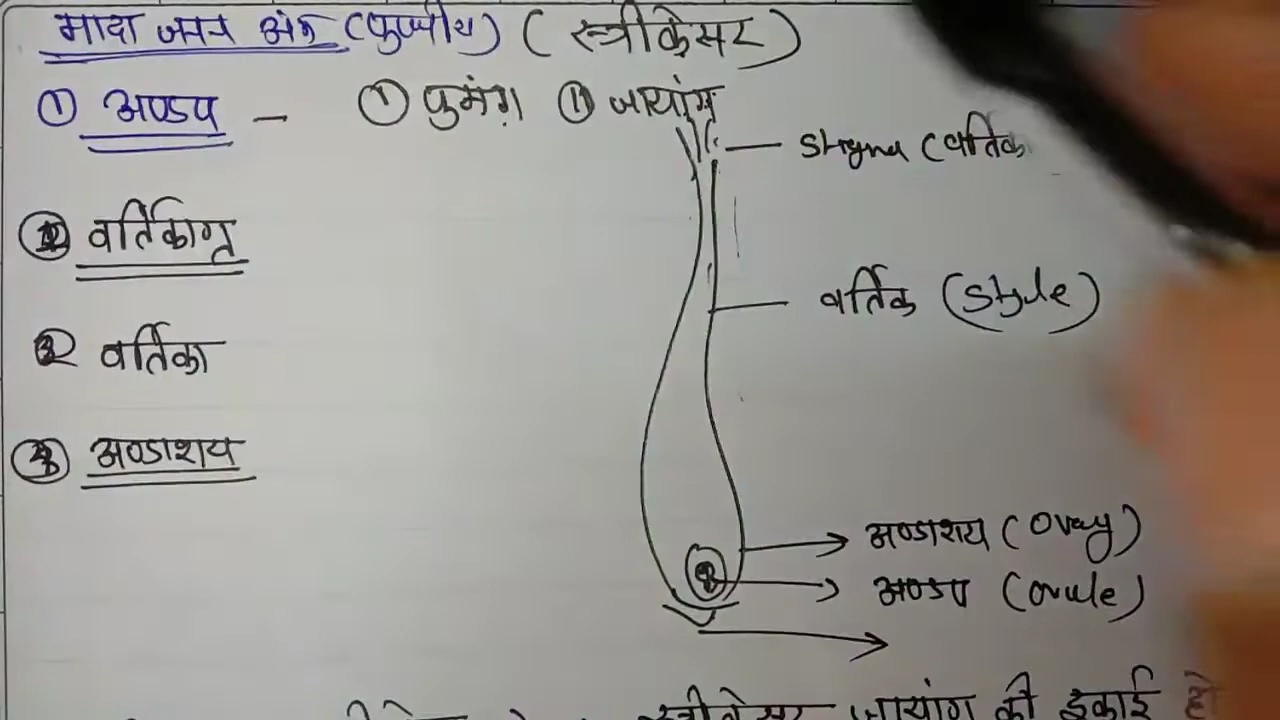 मादा जनन अंग (पुष्पीय) (स्त्रीकेसर)
① अण्डप – ① पुमंग ⑪ जायांग
Stigma (वर्तिक
② वर्तिकाग्र
वर्तिक (Style)
3 वर्तिका
④ अण्डाशय
अण्डाशय (Ovay)
अण्डप (Ovule)
स्त्रीकेसर जायांग की इकाई हो